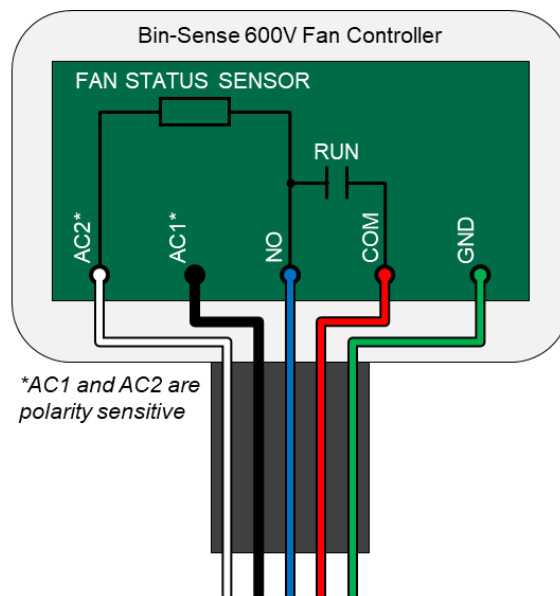 Bin-Sense 600V Fan Controller
FAN STATUS SENSOR
RUN
AC2*
AC1*
NO
COM
GND
*AC1 and AC2 are
polarity sensitive